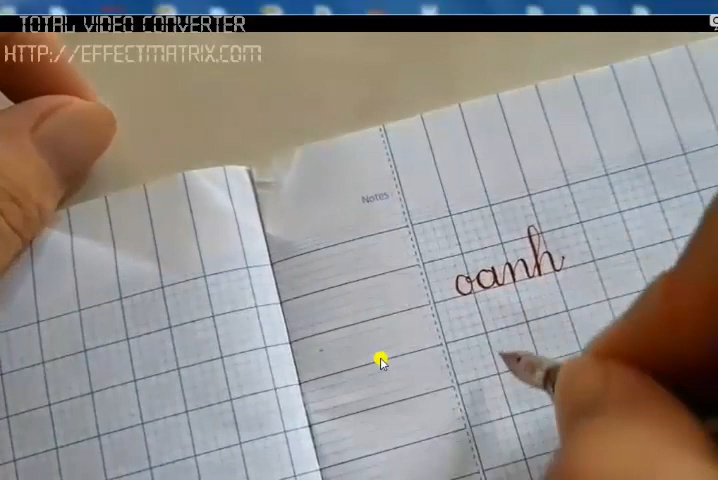 TOTAL VIDEO CONVERTER
HTTP://EFFECTMATRIX.COM
Notes
oanh